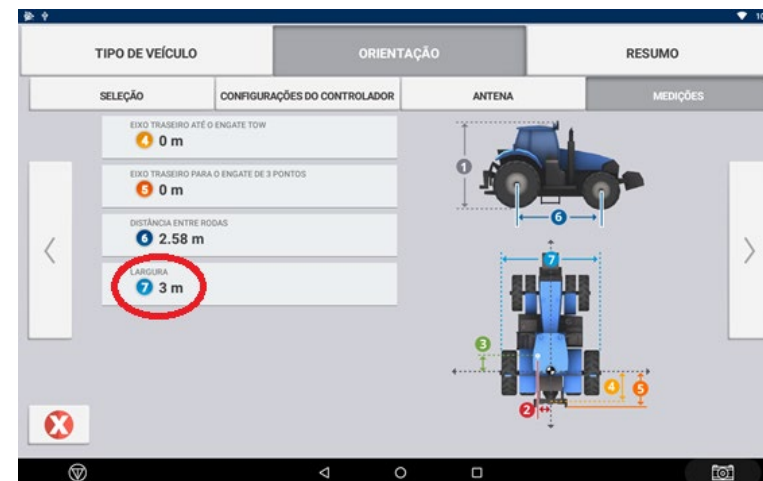 10
TIPO DE VEÍCULO
ORIENTAÇÃO
RESUMO
SELEÇÃO
CONFIGURAÇÕES DO CONTROLADOR
ANTENA
MEDIÇÕES
EIXO TRASEIRO ATÉ O ENGATE TOW
4 0 m
EIXO TRASEIRO PARA O ENGATE DE 3 PONTOS
5 0 m
DISTÂNCIA ENTRE RODAS
6 2.58 m
LARGURA
7 3 m
1
6
7
3
4
5
2